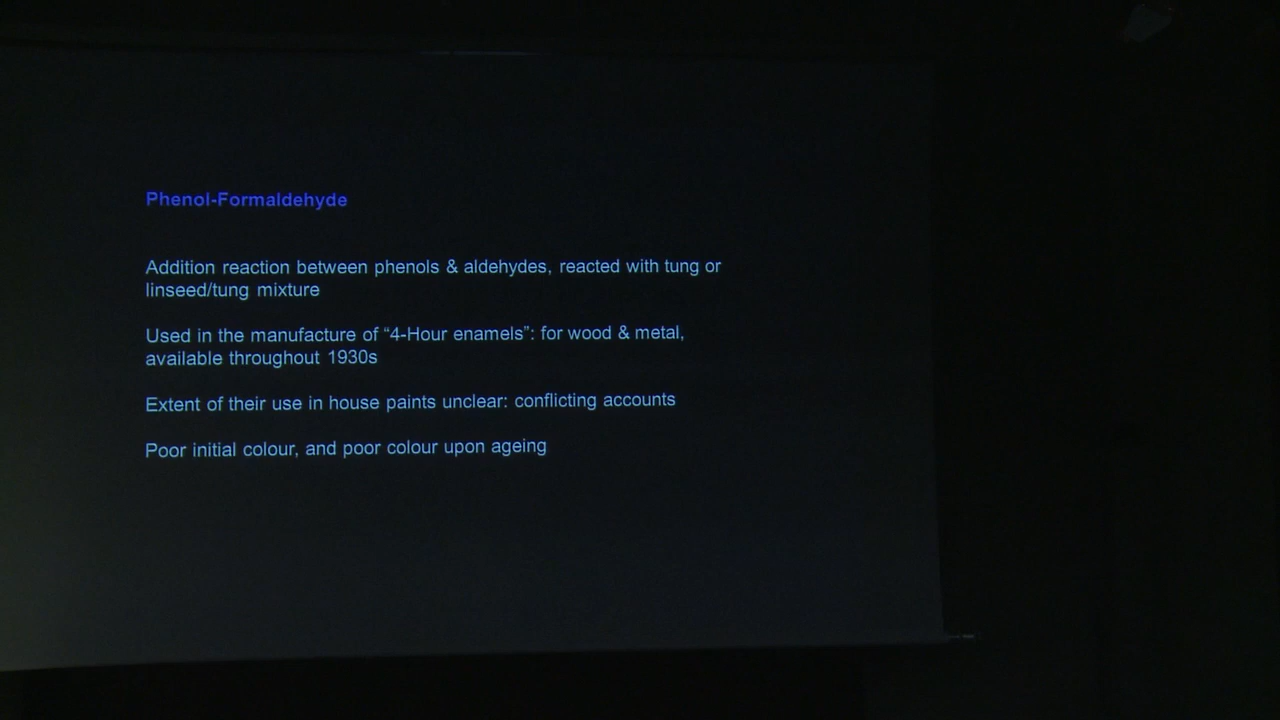 Phenol-Formaldehyde
Addition reaction between phenols & aldehydes, reacted with tung or
linseed/tung mixture
Used in the manufacture of “4-Hour enamels”: for wood & metal,
available throughout 1930s
Extent of their use in house paints unclear: conflicting accounts
Poor initial colour, and poor colour upon ageing